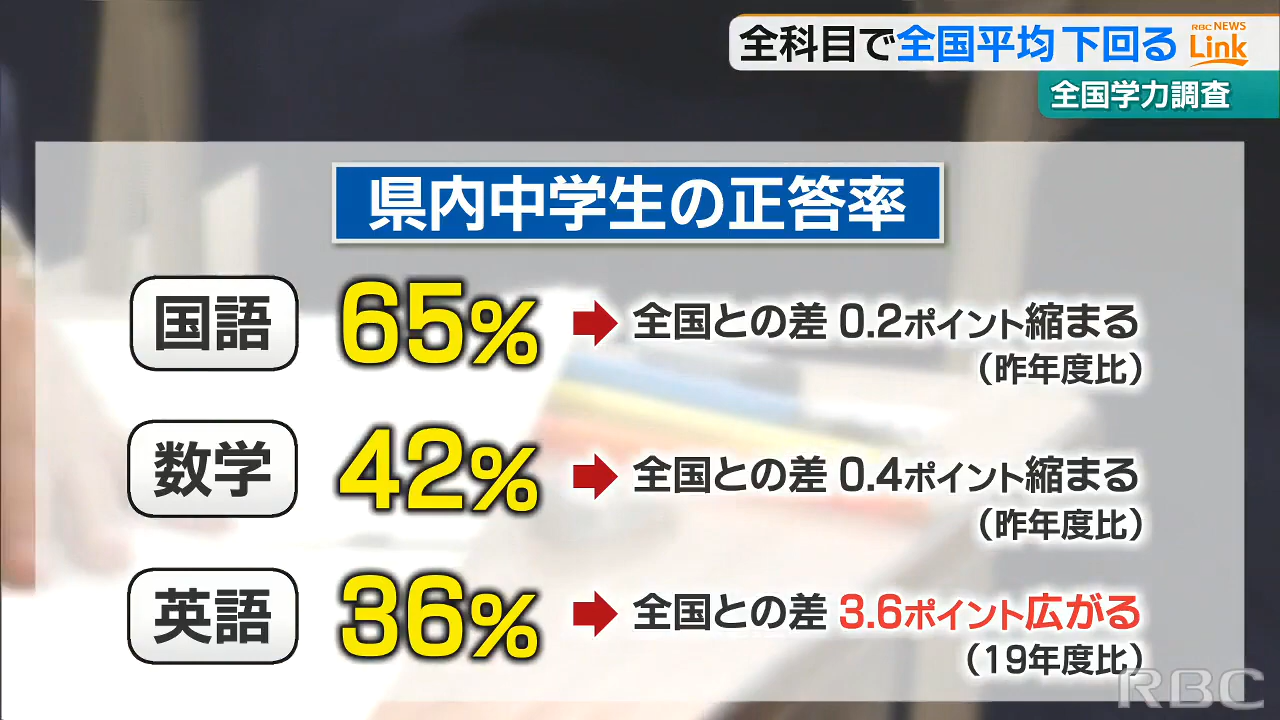 全科目で全国平均 下回る
RBC NEWS
Link
全国学力調査
県内中学生の正答率
国語 65% 全国との差 0.2ポイント縮まる
(昨年度比)
数学 42% 全国との差 0.4ポイント縮まる
(昨年度比)
英語 36% 全国との差 3.6ポイント広がる
(19年度比)
RBC